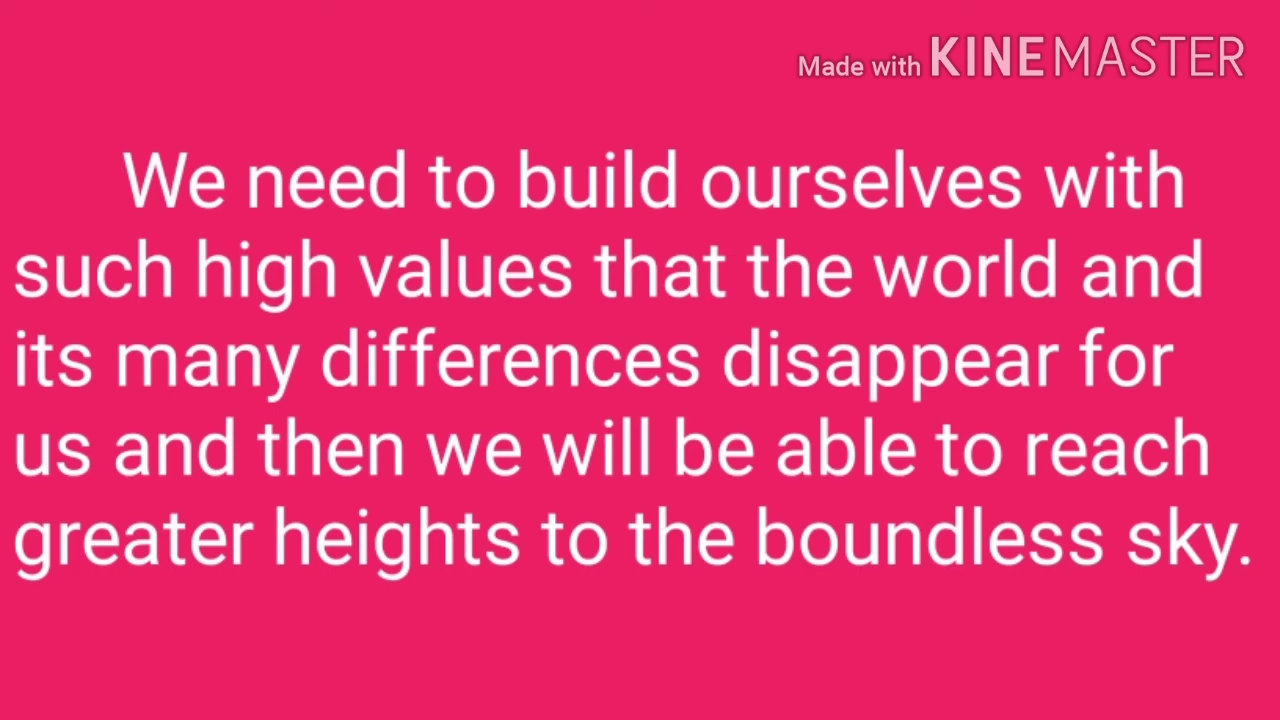 Made with KINEMASTER
We need to build ourselves with
such high values that the world and
its many differences disappear for
us and then we will be able to reach
greater heights to the boundless sky.